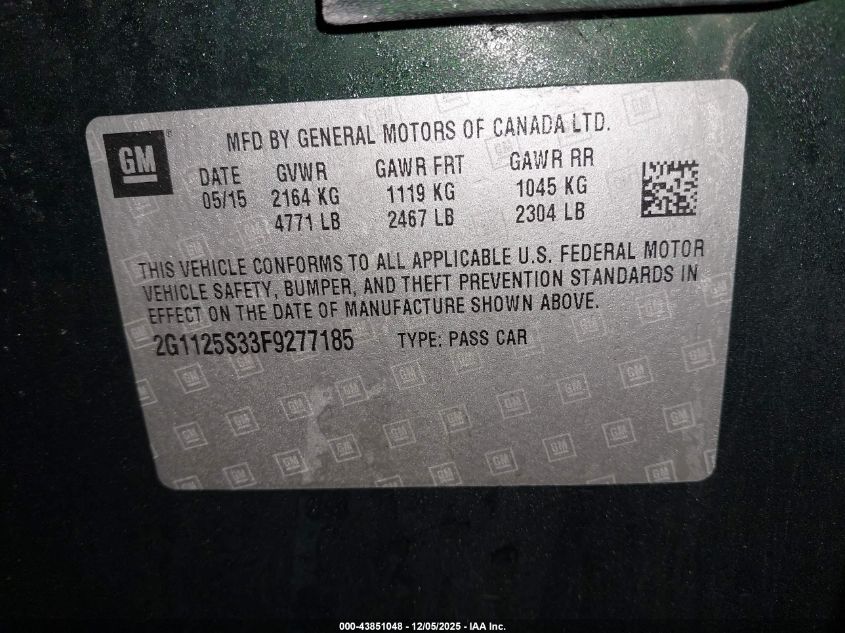 GM
MFD BY GENERAL MOTORS OF CANADA LTD.
DATE GVWR GAWR FRT GAWR RR
05/15 2164 KG 1119 KG 1045 KG
4771 LB 2467 LB 2304 LB
THIS VEHICLE CONFORMS TO ALL APPLICABLE U.S. FEDERAL MOTOR
VEHICLE SAFETY, BUMPER, AND THEFT PREVENTION STANDARDS IN
EFFECT ON THE DATE OF MANUFACTURE SHOWN ABOVE.
2G1125S33F9277185 TYPE: PASS CAR
000-43851048 - 12/05/2025 - IAA Inc.